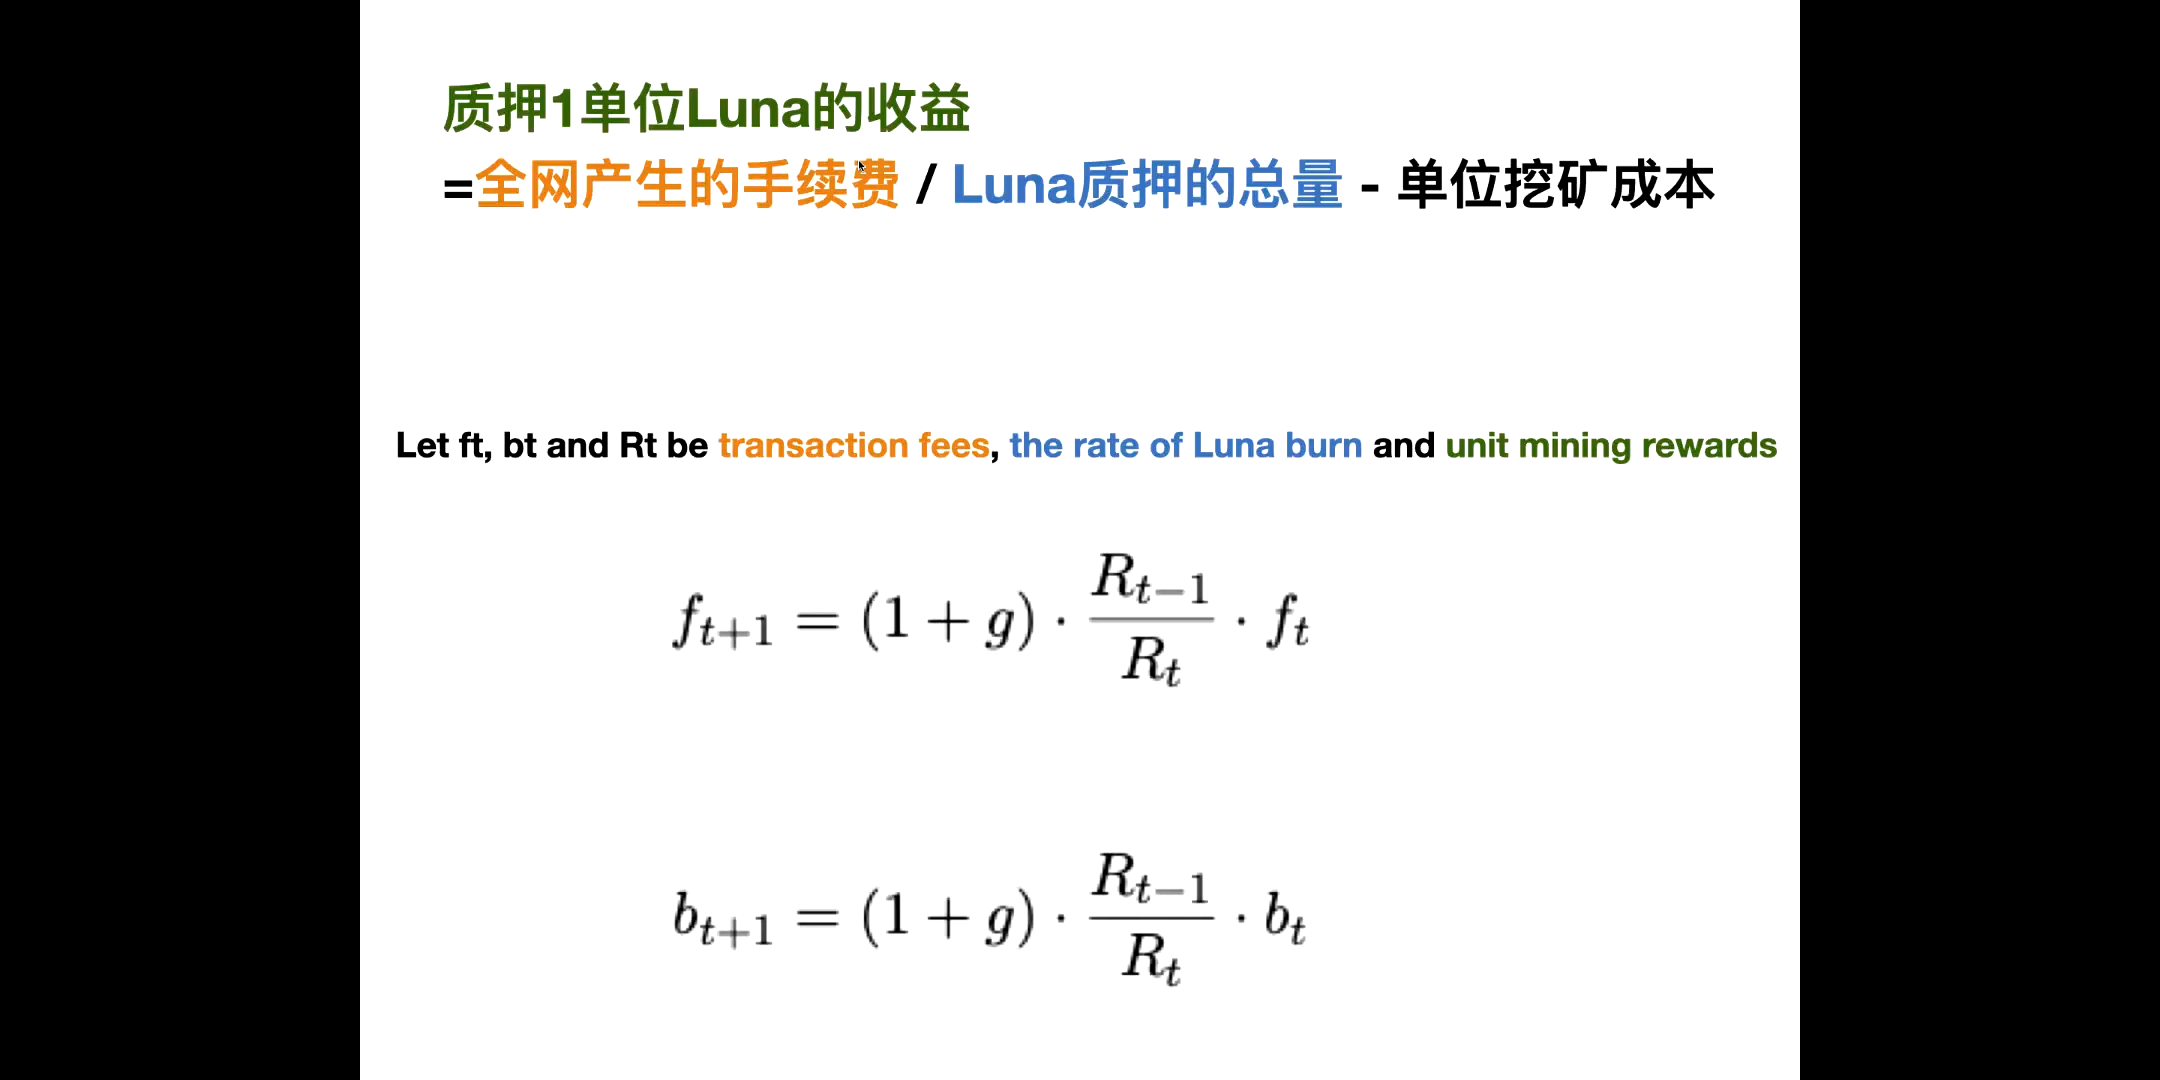 质押1单位Luna的收益
=全网产生的手续费 / Luna质押的总量 - 单位挖矿成本
Let ft, bt and Rt be transaction fees, the rate of Luna burn and unit mining rewards
f_{t+1} = (1 + g) · \frac{R_{t-1}}{R_t} · f_t
b_{t+1} = (1 + g) · \frac{R_{t-1}}{R_t} · b_t